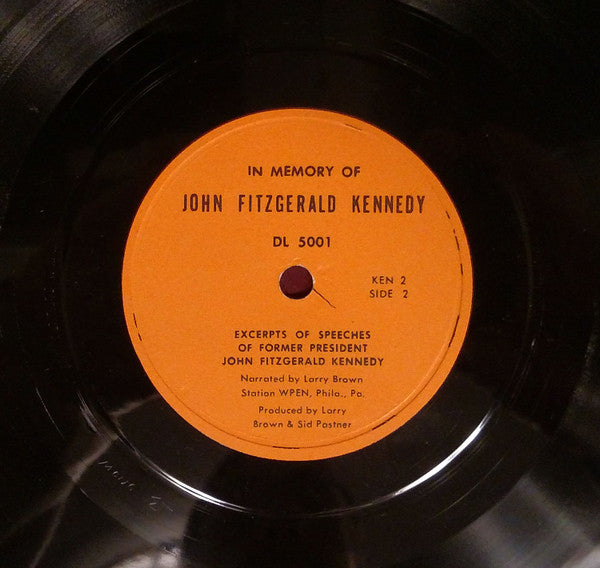 IN MEMORY OF
JOHN FITZGERALD KENNEDY
DL 5001
KEN 2
SIDE 2
EXCERPTS OF SPEECHES
OF FORMER PRESIDENT
JOHN FITZGERALD KENNEDY
Narrated by Larry Brown
Station WPEN, Phila., Pa.
Produced by Larry
Brown & Sid Pastner